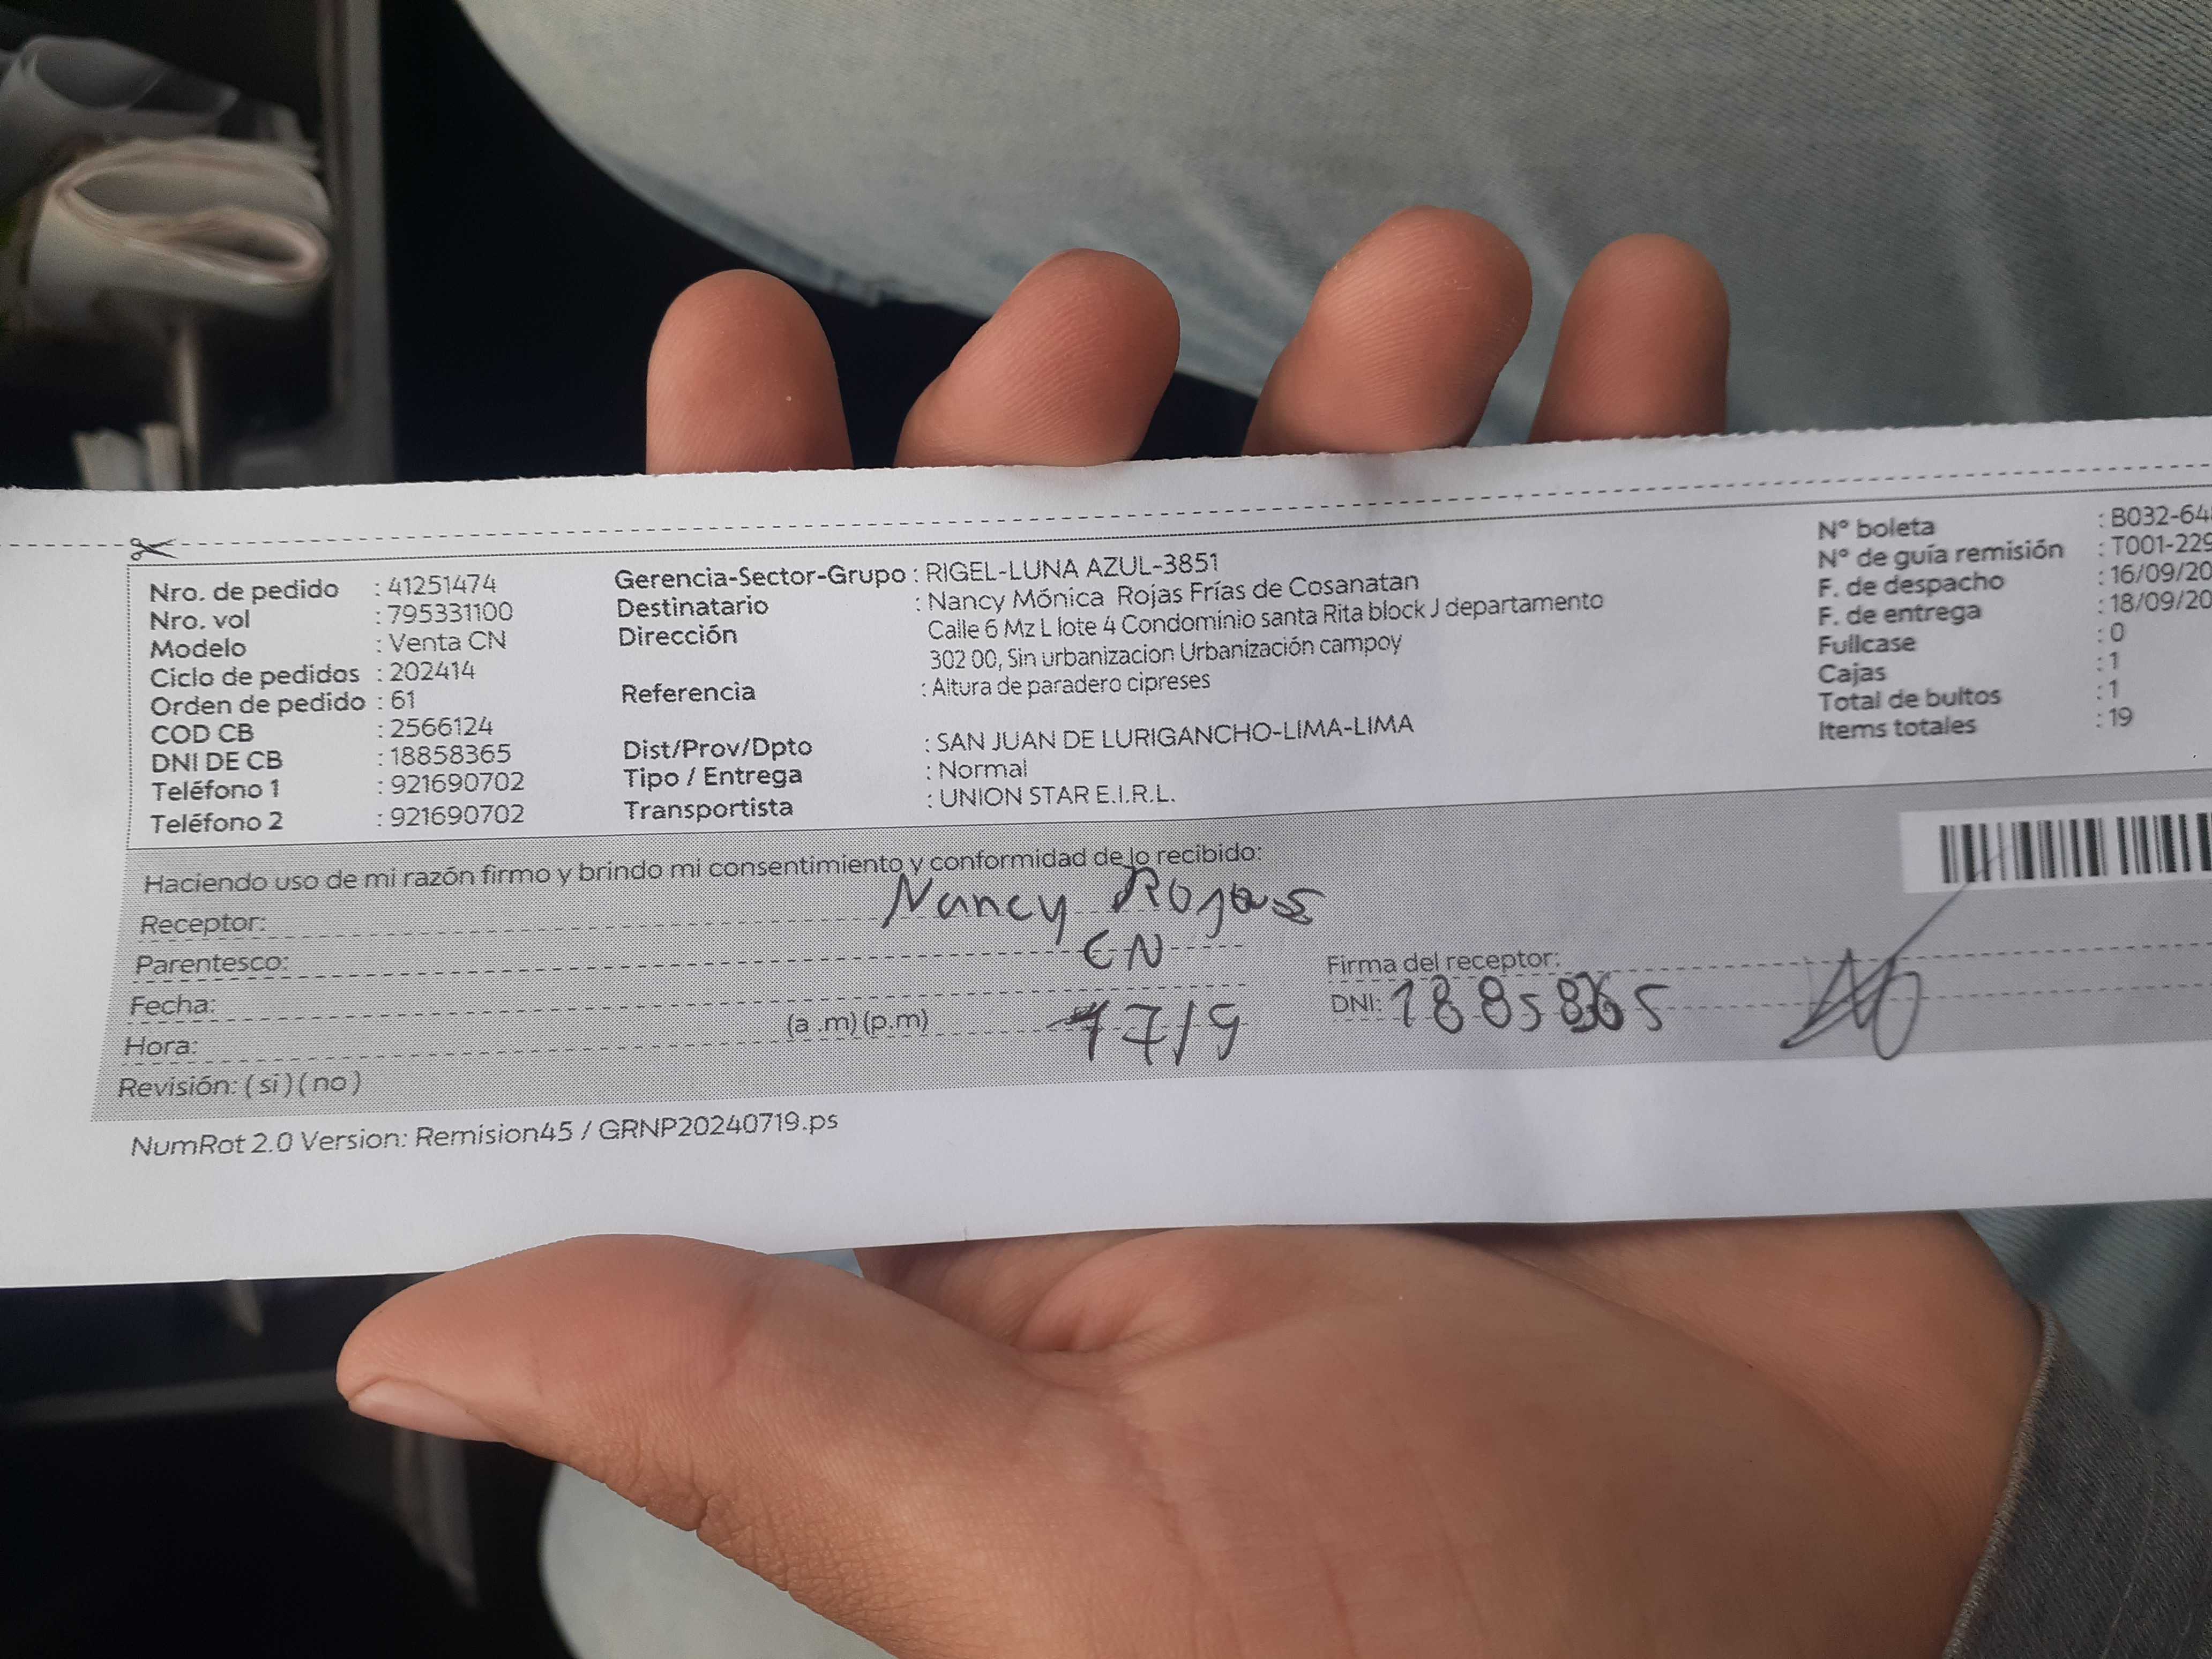 Nro. de pedido : 41251474
Nro. vol : 795331100
Modelo : Venta CN
Ciclo de pedidos : 202414
Orden de pedido : 61
COD CB : 2566124
DNI DE CB : 18858365
Teléfono 1 : 921690702
Teléfono 2 : 921690702
Gerencia-Sector-Grupo : RIGEL-LUNA AZUL-3851
Destinatario : Nancy Mónica Rojas Frías de Cosanatan
Dirección Calle 6 Mz L lote 4 Condominio santa Rita block J departamento
302 00, Sin urbanizacion Urbanización campoy
Referencia : Altura de paradero cipreses
Dist/Prov/Dpto : SAN JUAN DE LURIGANCHO-LIMA-LIMA
Tipo / Entrega : Normal
Transportista : UNION STAR E.I.R.L.
N° boleta : B032-64
N° de guía remisión : T001-229
F. de despacho : 16/09/20
F. de entrega : 18/09/20
Fullcase : 0
Cajas : 1
Total de bultos : 1
Items totales : 19
Haciendo uso de mi razón firmo y brindo mi consentimiento y conformidad de lo recibido:
Receptor: Nancy Rojas
Parentesco: CN
Fecha: 17/9
Hora: (a .m) (p.m)
Revisión: ( si ) ( no )
Firma del receptor:
DNI: 18858365
NumRot 2.0 Version: Remision45 / GRNP20240719.ps